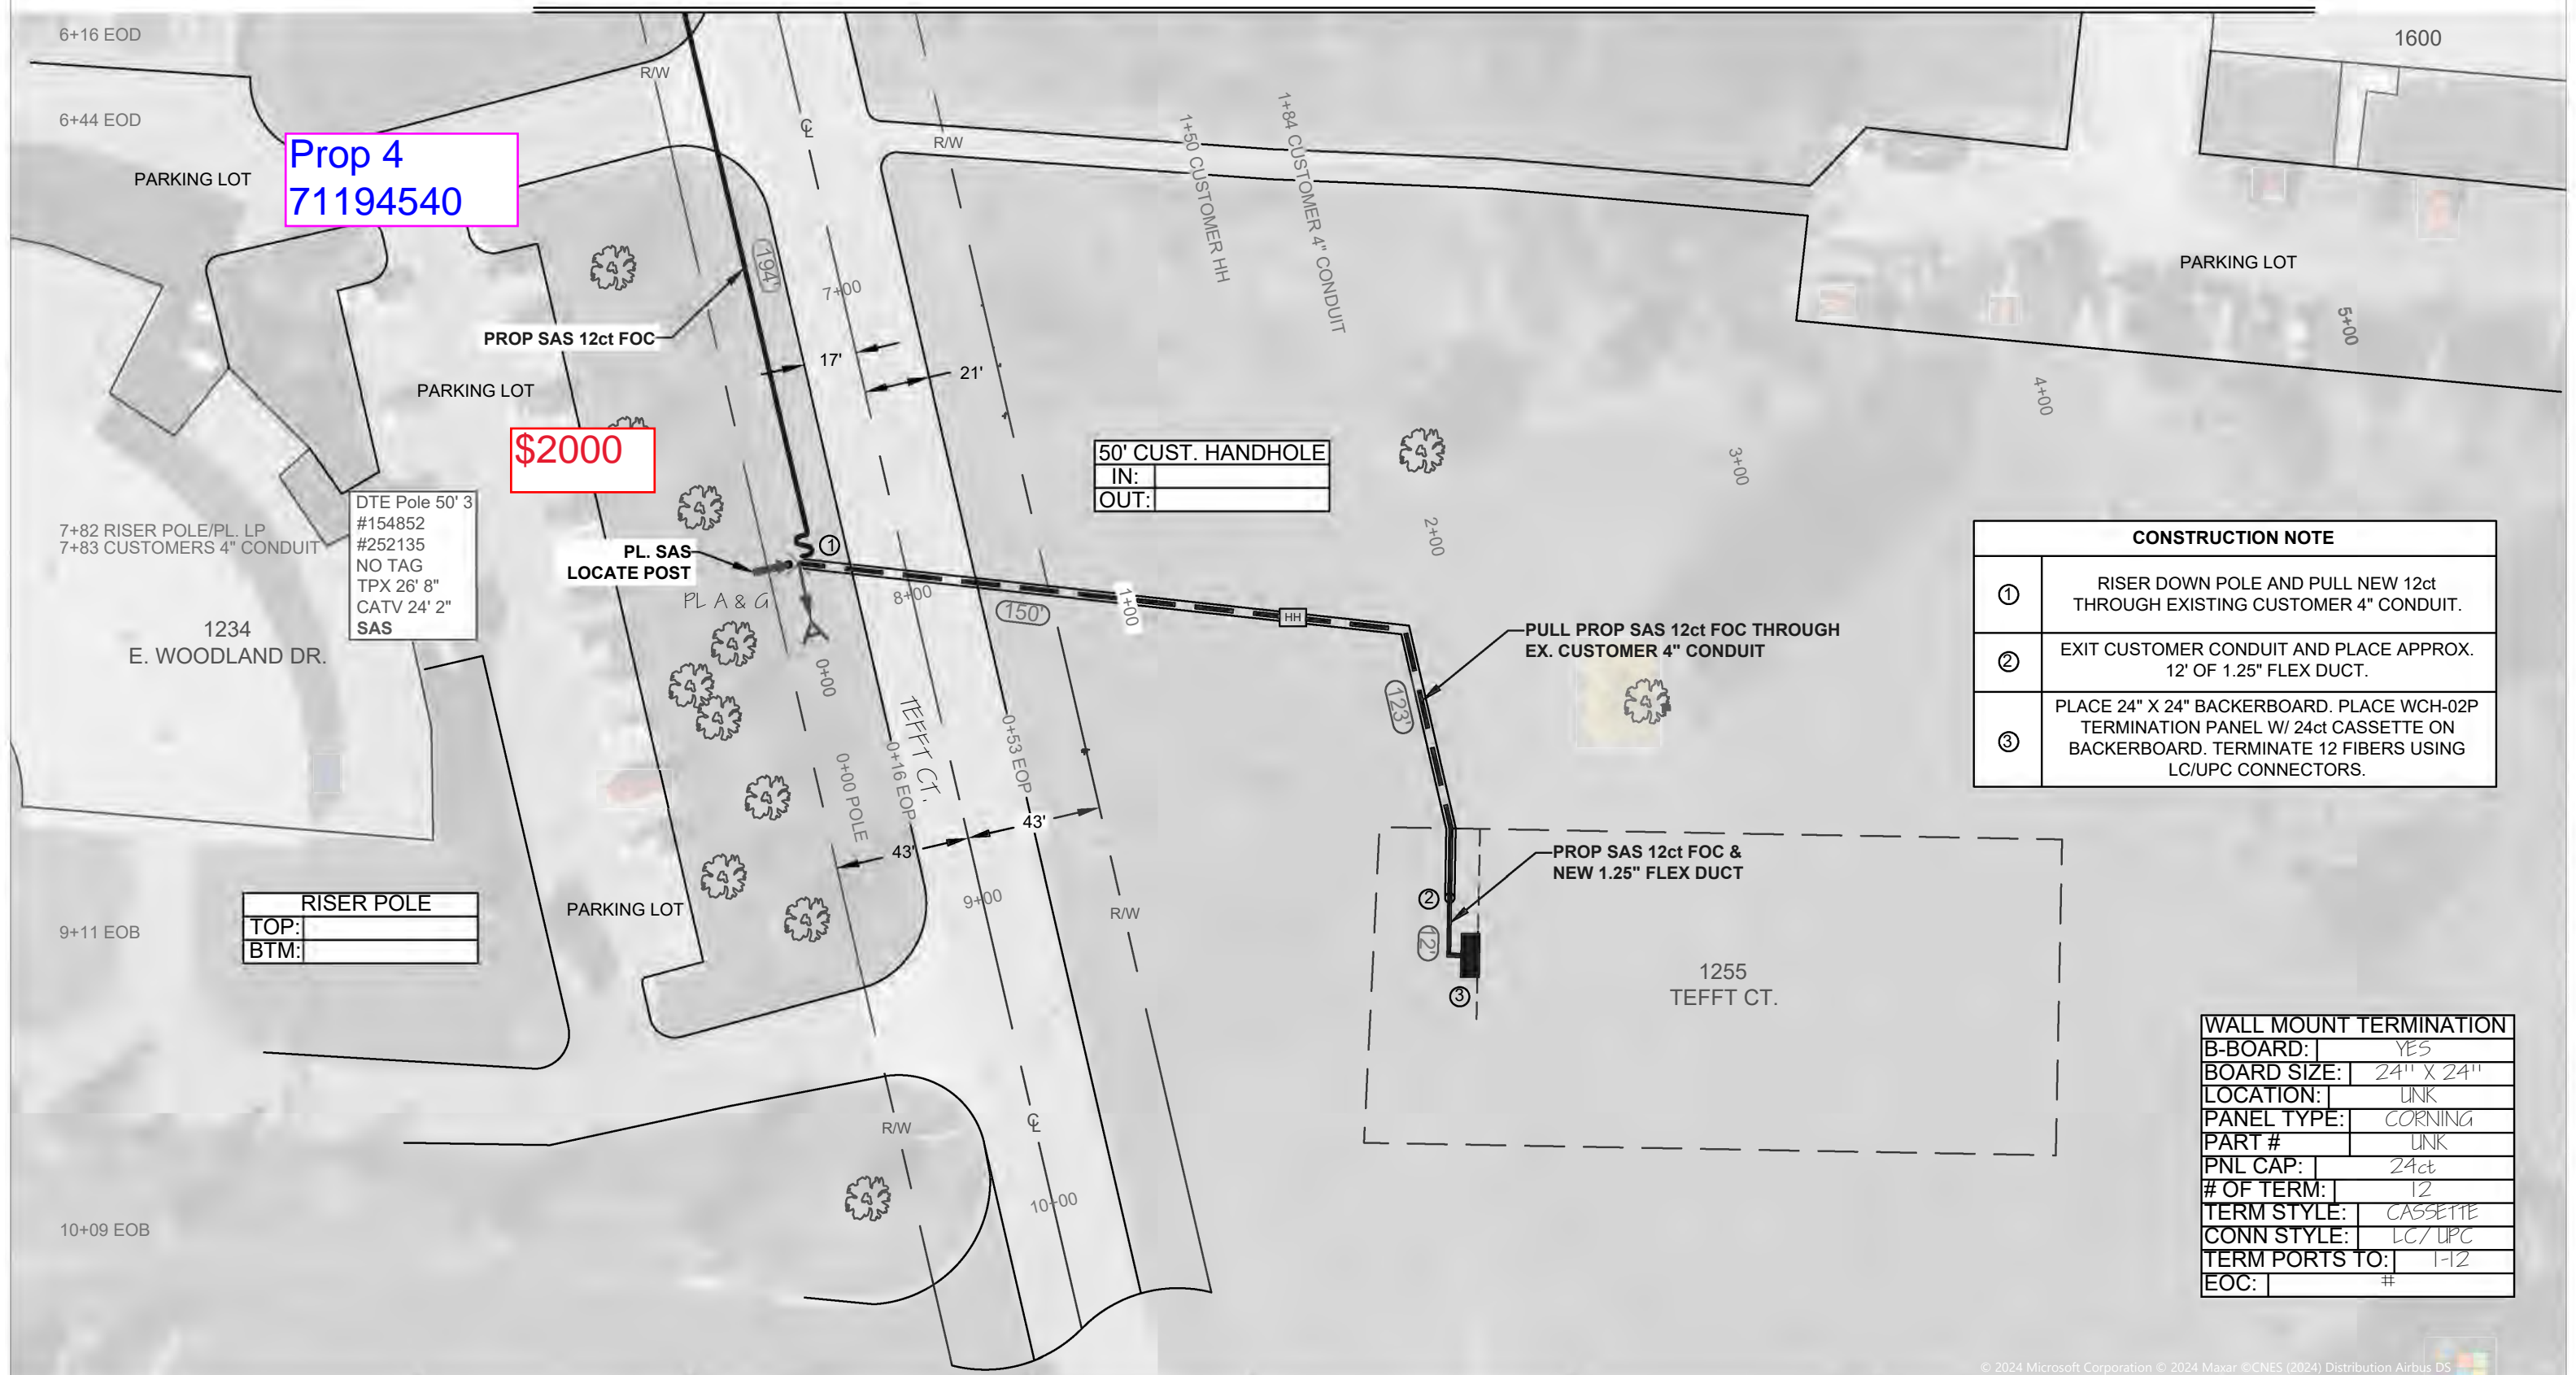 6+16 EOD
1600
R/W
6+44 EOD
℄
R/W
1+50 CUSTOMER HH
1+84 CUSTOMER 4" CONDUIT
Prop 4
71194540
PARKING LOT
PARKING LOT
194'
7+00
5+00
PROP SAS 12ct FOC
17'
21'
PARKING LOT
4+00
$2000
50' CUST. HANDHOLE
IN:
OUT:
3+00
2+00
DTE Pole 50' 3
#154852
#252135
NO TAG
TPX 26' 8"
CATV 24' 2"
SAS
7+82 RISER POLE/PL. LP
7+83 CUSTOMERS 4" CONDUIT
PL. SAS
LOCATE POST
1
PL A & G
A
8+00
150'
1+00
HH
CONSTRUCTION NOTE
1
RISER DOWN POLE AND PULL NEW 12ct
THROUGH EXISTING CUSTOMER 4" CONDUIT.
2
EXIT CUSTOMER CONDUIT AND PLACE APPROX.
12' OF 1.25" FLEX DUCT.
3
PLACE 24" X 24" BACKERBOARD. PLACE WCH-02P
TERMINATION PANEL W/ 24ct CASSETTE ON
BACKERBOARD. TERMINATE 12 FIBERS USING
LC/UPC CONNECTORS.
1234
E. WOODLAND DR.
PULL PROP SAS 12ct FOC THROUGH
EX. CUSTOMER 4" CONDUIT
123'
0+00
TEFFT CT.
0+00 POLE
0+16 EOP
0+53 EOP
43'
43'
PROP SAS 12ct FOC &
NEW 1.25" FLEX DUCT
RISER POLE
TOP:
BTM:
PARKING LOT
9+00
R/W
2
12'
3
9+11 EOB
1255
TEFFT CT.
WALL MOUNT TERMINATION
B-BOARD: YES
BOARD SIZE: 24" X 24"
LOCATION: UNK
PANEL TYPE: CORNING
PART # UNK
PNL CAP: 24ct
# OF TERM: 12
TERM STYLE: CASSETTE
CONN STYLE: LC/UPC
TERM PORTS TO: 1-12
EOC: #
R/W
℄
10+00
10+09 EOB
© 2024 Microsoft Corporation © 2024 Maxar ©CNES (2024) Distribution Airbus DS